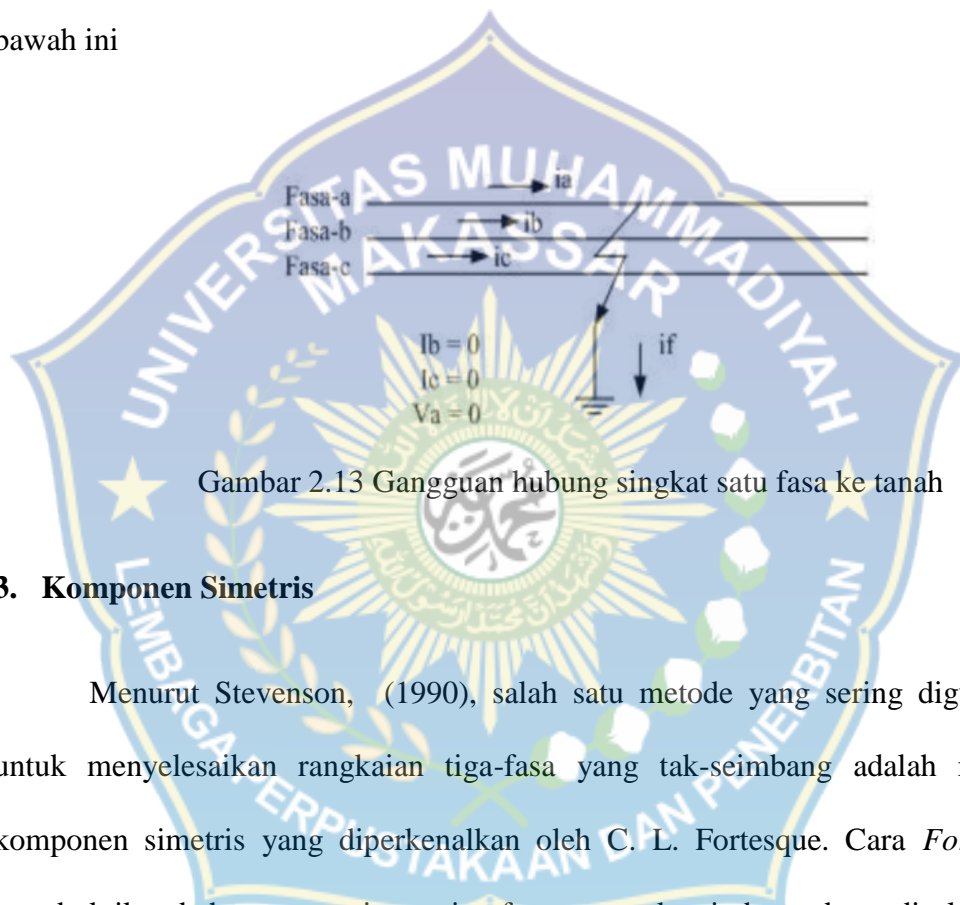 bawah ini
UNIVERSITAS MUHAMMADIYAH
MAKASSAR
Fasa-a
ia
Fasa-b
ib
Fasa-c
ic
Ib = 0
Ic = 0
Va = 0
if
Gambar 2.13 Gangguan hubung singkat satu fasa ke tanah
3. Komponen Simetris
Menurut Stevenson, (1990), salah satu metode yang sering
untuk menyelesaikan rangkaian tiga-fasa yang tak-seimbang adalah
komponen simetris yang diperkenalkan oleh C. L. Fortesque. Cara
LEMBAGA PERPUSTAKAAN DAN PENERBITAN